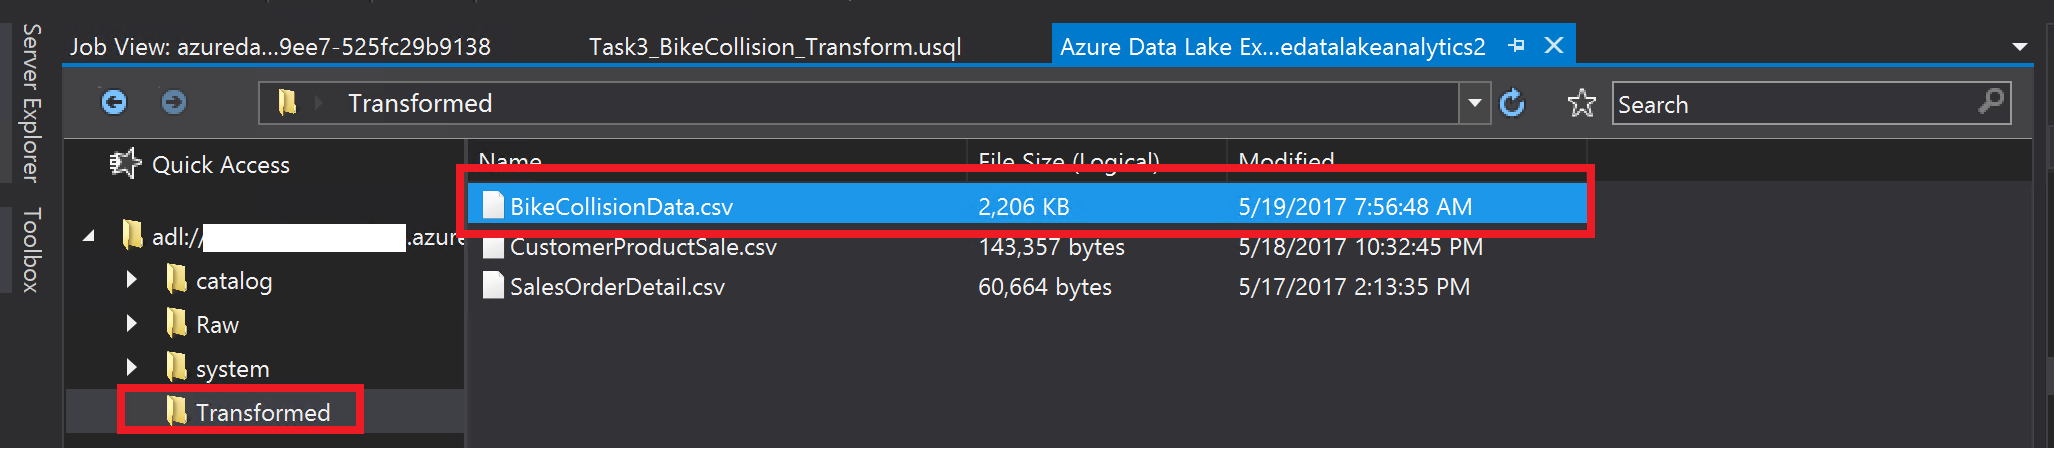 Server Explorer
Toolbox
Job View: azureda...9ee7-525fc29b9138
Task3_BikeCollision_Transform.usql
Azure Data Lake Ex...edatalakeanalytics2
Transformed
Search
Quick Access
adl://
.azure
catalog
Raw
system
Transformed
Name
File Size (Logical)
Modified
BikeCollisionData.csv
2,206 KB
5/19/2017 7:56:48 AM
CustomerProductSale.csv
143,357 bytes
5/18/2017 10:32:45 PM
SalesOrderDetail.csv
60,664 bytes
5/17/2017 2:13:35 PM